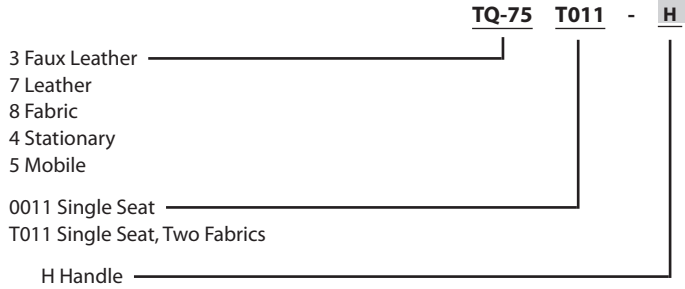 TQ-75 T011 - H
3 Faux Leather
7 Leather
8 Fabric
4 Stationary
5 Mobile
0011 Single Seat
T011 Single Seat, Two Fabrics
H Handle